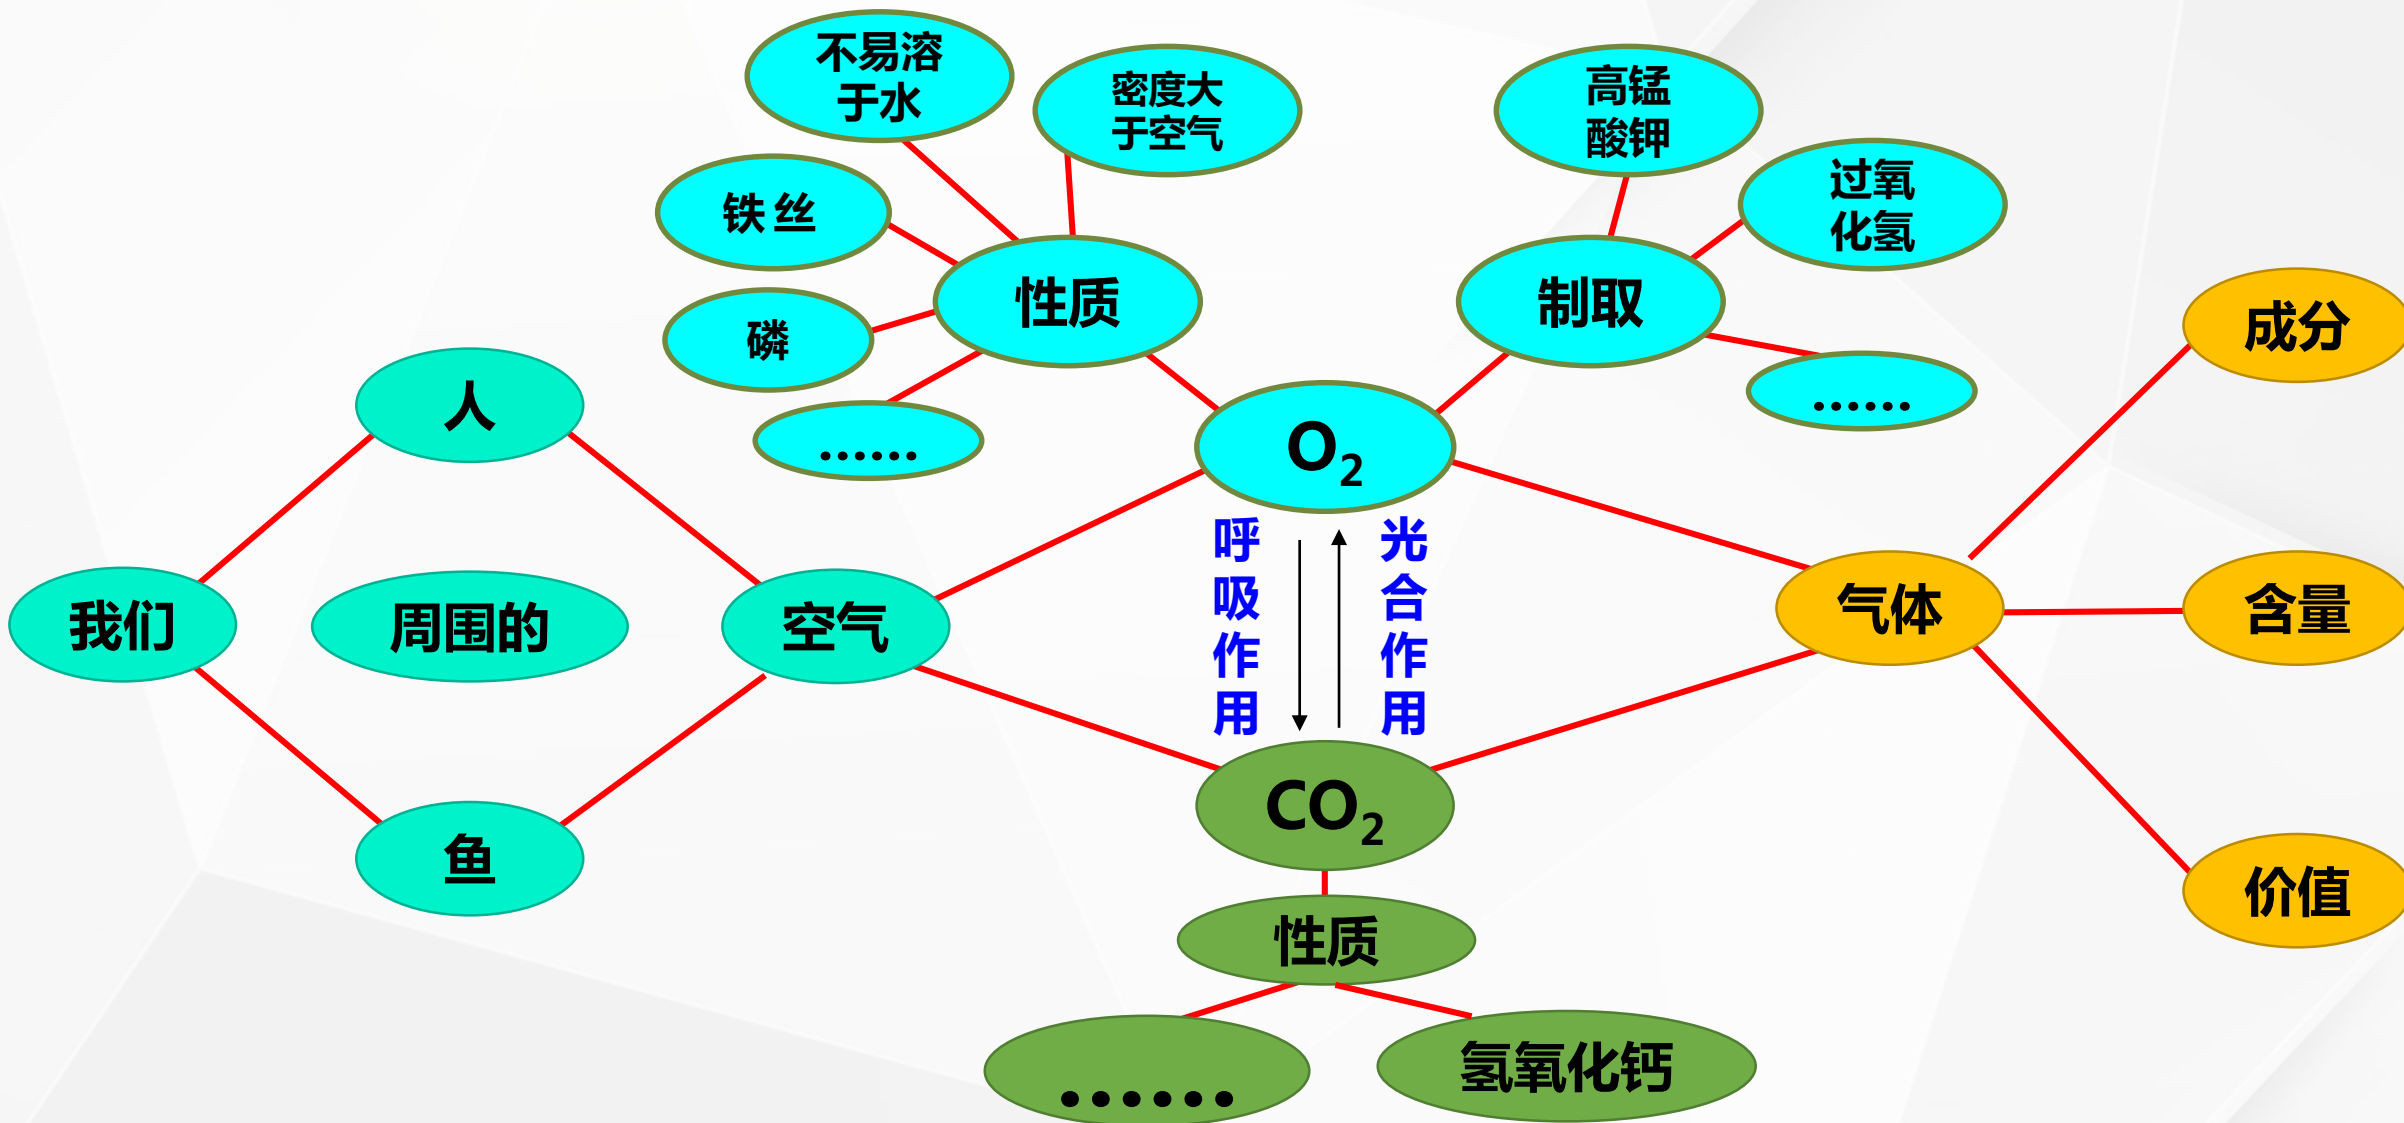 不易溶
于水
密度大
于空气
高锰
酸钾
过氧
化氢
铁丝
性质
制取
成分
磷
人
……
O₂
……
呼吸作用
光合作用
我们
周围的
空气
气体
含量
鱼
CO₂
价值
性质
……
氢氧化钙